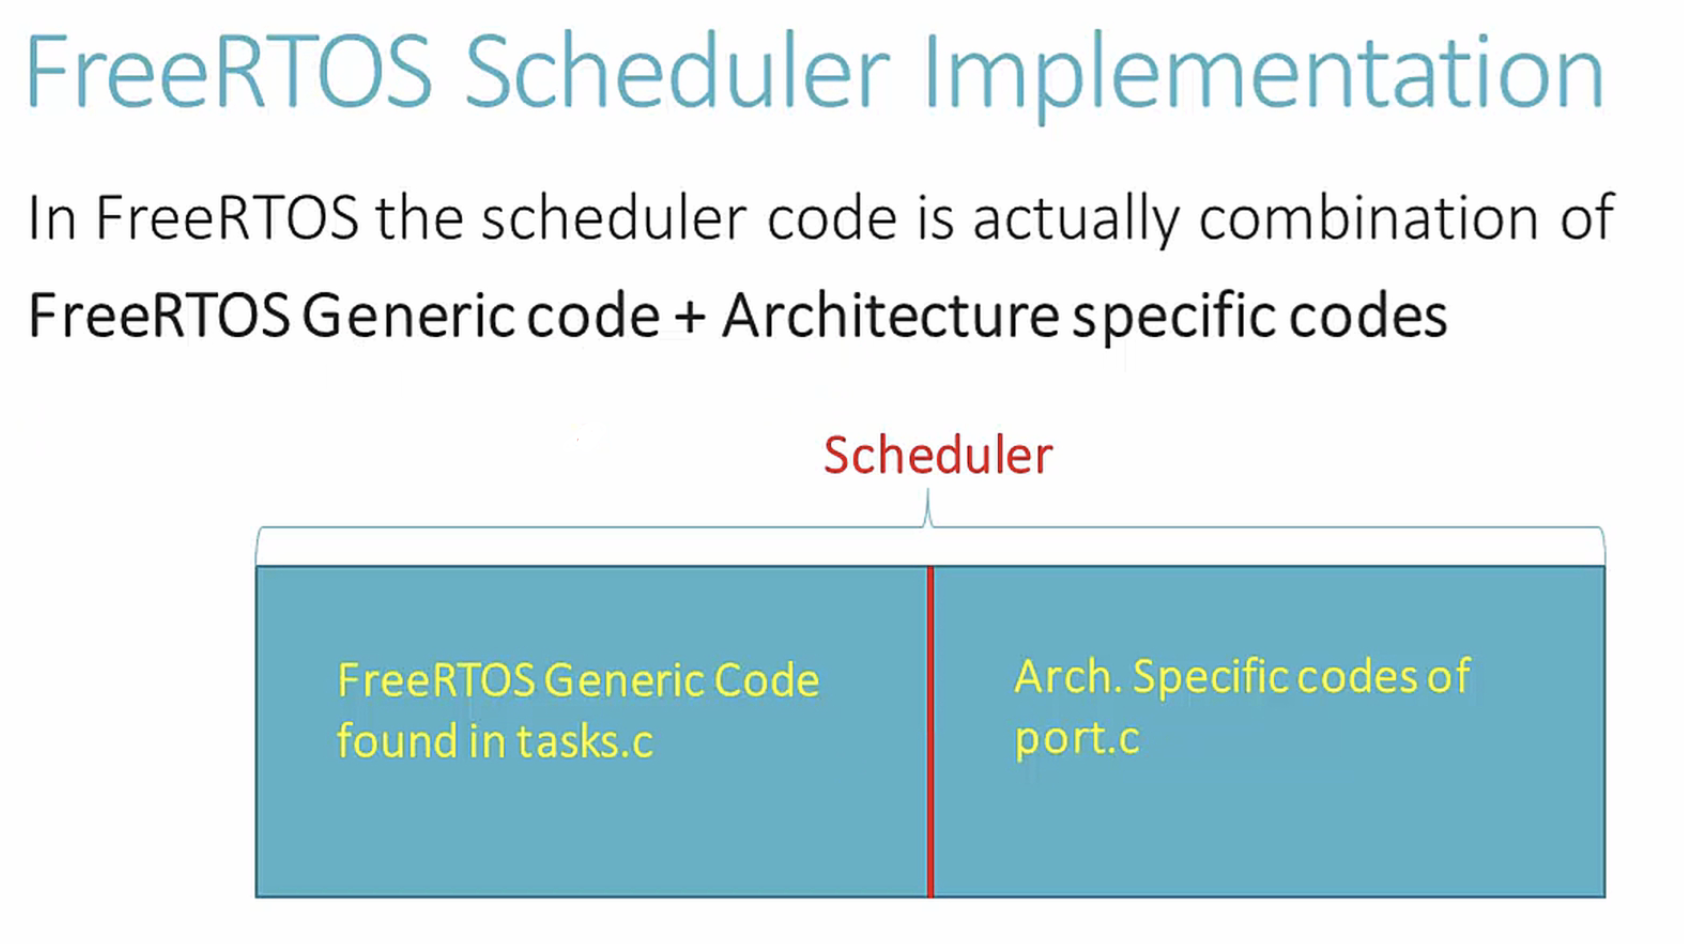 FreeRTOS Scheduler Implementation
In FreeRTOS the scheduler code is actually combination of
FreeRTOS Generic code + Architecture specific codes
Scheduler
FreeRTOS Generic Code
found in tasks.c
Arch. Specific codes of
port.c